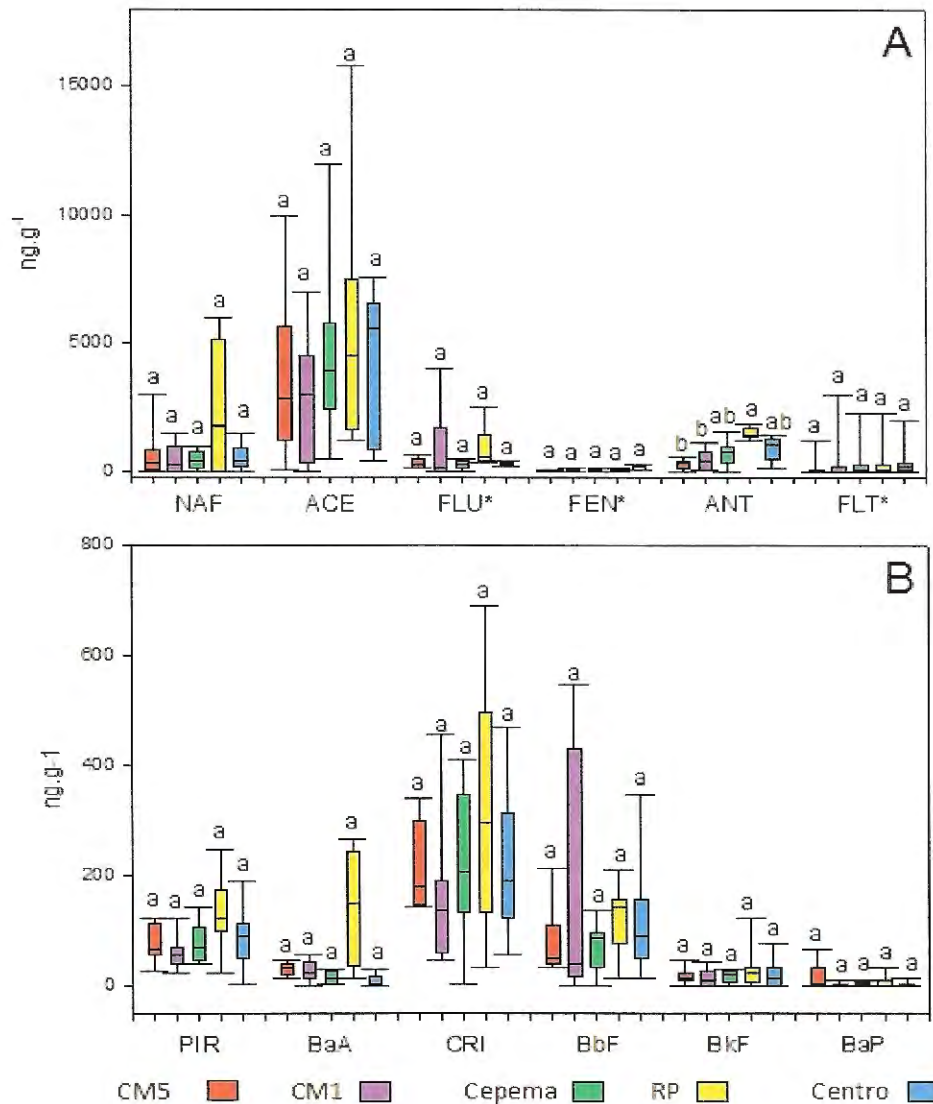 A
15000
10000
5000
0
ng.g-1
a a a a a
a a a a a
a a a a a
a a a a a
b b ab a ab
a a a a a
NAF ACE FLU* FEN* ANT FLT*
B
800
600
400
200
0
ng.g-1
a a a a a
a a a a a
a a a a a
a a a a a
a a a a a
a a a a a
PIR BaA CRI BbF BkF BaP
CM5 CM1 Cepema RP Centro